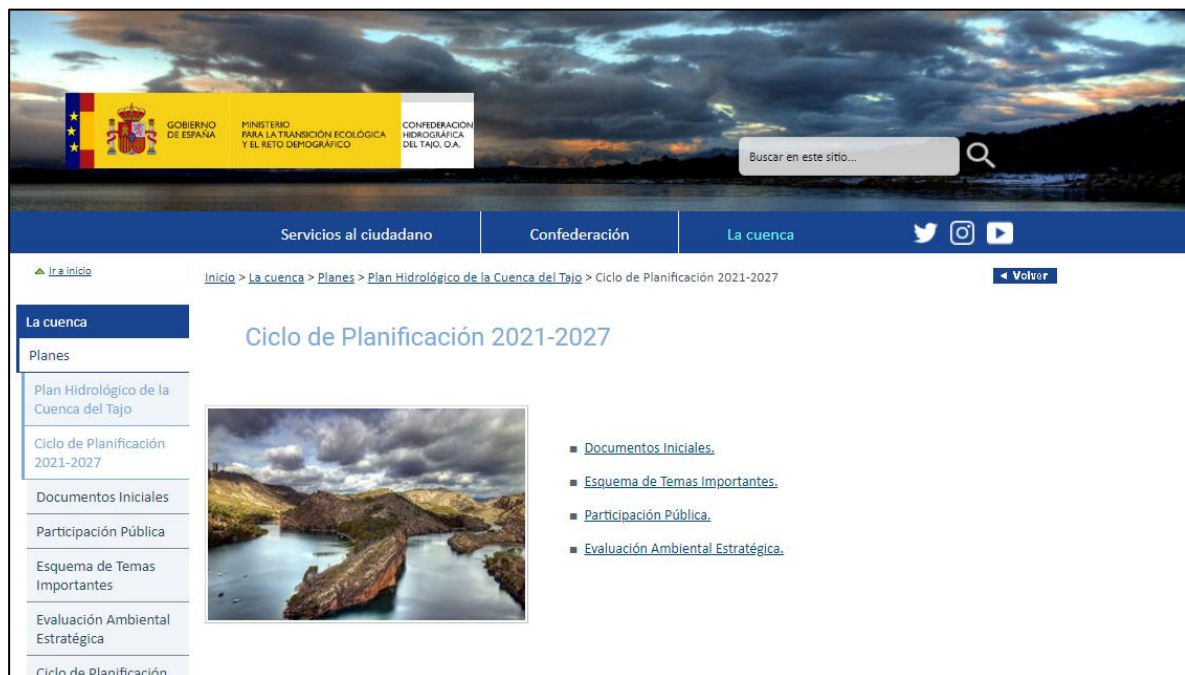 GOBIERNO
DE ESPAÑA
MINISTERIO
PARA LA TRANSICIÓN ECOLÓGICA
Y EL RETO DEMOGRÁFICO
CONFEDERACIÓN
HIDROGRÁFICA
DEL TAJO, O.A.
Buscar en este sitio...
Servicios al ciudadano
Confederación
La cuenca
Ir a inicio
Inicio > La cuenca > Planes > Plan Hidrológico de la Cuenca del Tajo > Ciclo de Planificación 2021-2027
Volver
La cuenca
Planes
Plan Hidrológico de la
Cuenca del Tajo
Ciclo de Planificación
2021-2027
Documentos Iniciales
Participación Pública
Esquema de Temas
Importantes
Evaluación Ambiental
Estratégica
Ciclo de Planificación
Ciclo de Planificación 2021-2027
Documentos Iniciales.
Esquema de Temas Importantes.
Participación Pública.
Evaluación Ambiental Estratégica.